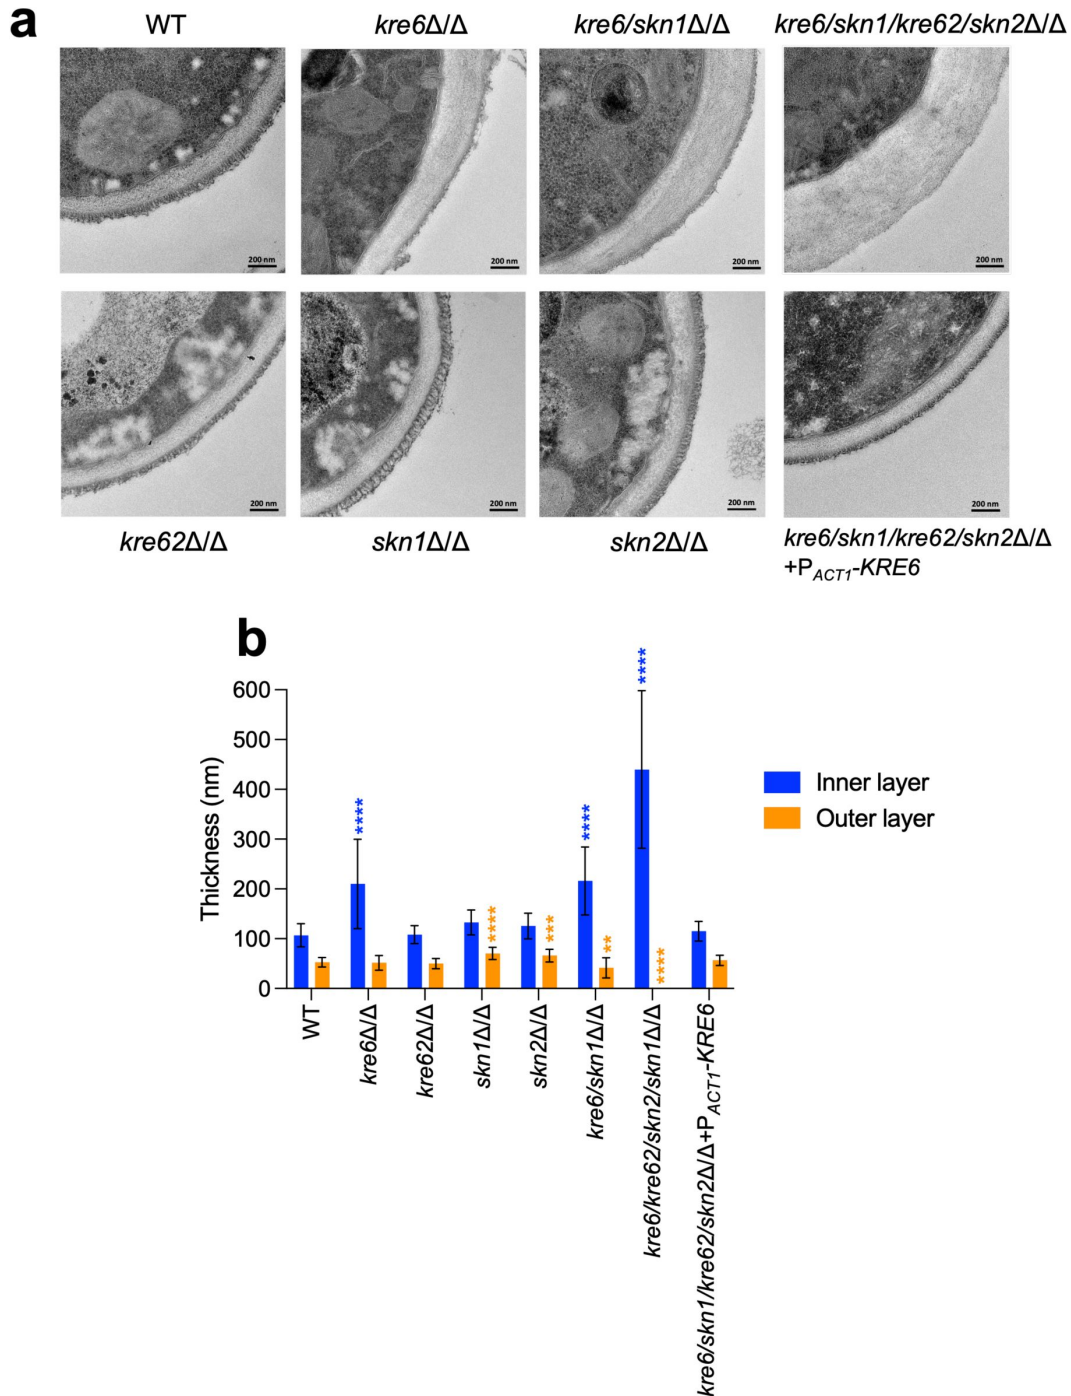 a
WT
kre6Δ/Δ
kre6/skn1Δ/Δ
kre6/skn1/kre62/skn2Δ/Δ
200 nm
200 nm
200 nm
200 nm
200 nm
200 nm
200 nm
200 nm
kre62Δ/Δ
skn1Δ/Δ
skn2Δ/Δ
kre6/skn1/kre62/skn2Δ/Δ
+PACT1-KRE6
b
Thickness (nm)
600
500
400
300
200
100
0
****
****
***
****
**
****
****
Inner layer
Outer layer
WT
kre6Δ/Δ
kre62Δ/Δ
skn1Δ/Δ
skn2Δ/Δ
kre6/skn1Δ/Δ
kre6/kre62/skn2/skn1Δ/Δ
kre6/skn1/kre62/skn2Δ/Δ+PACT1-KRE6